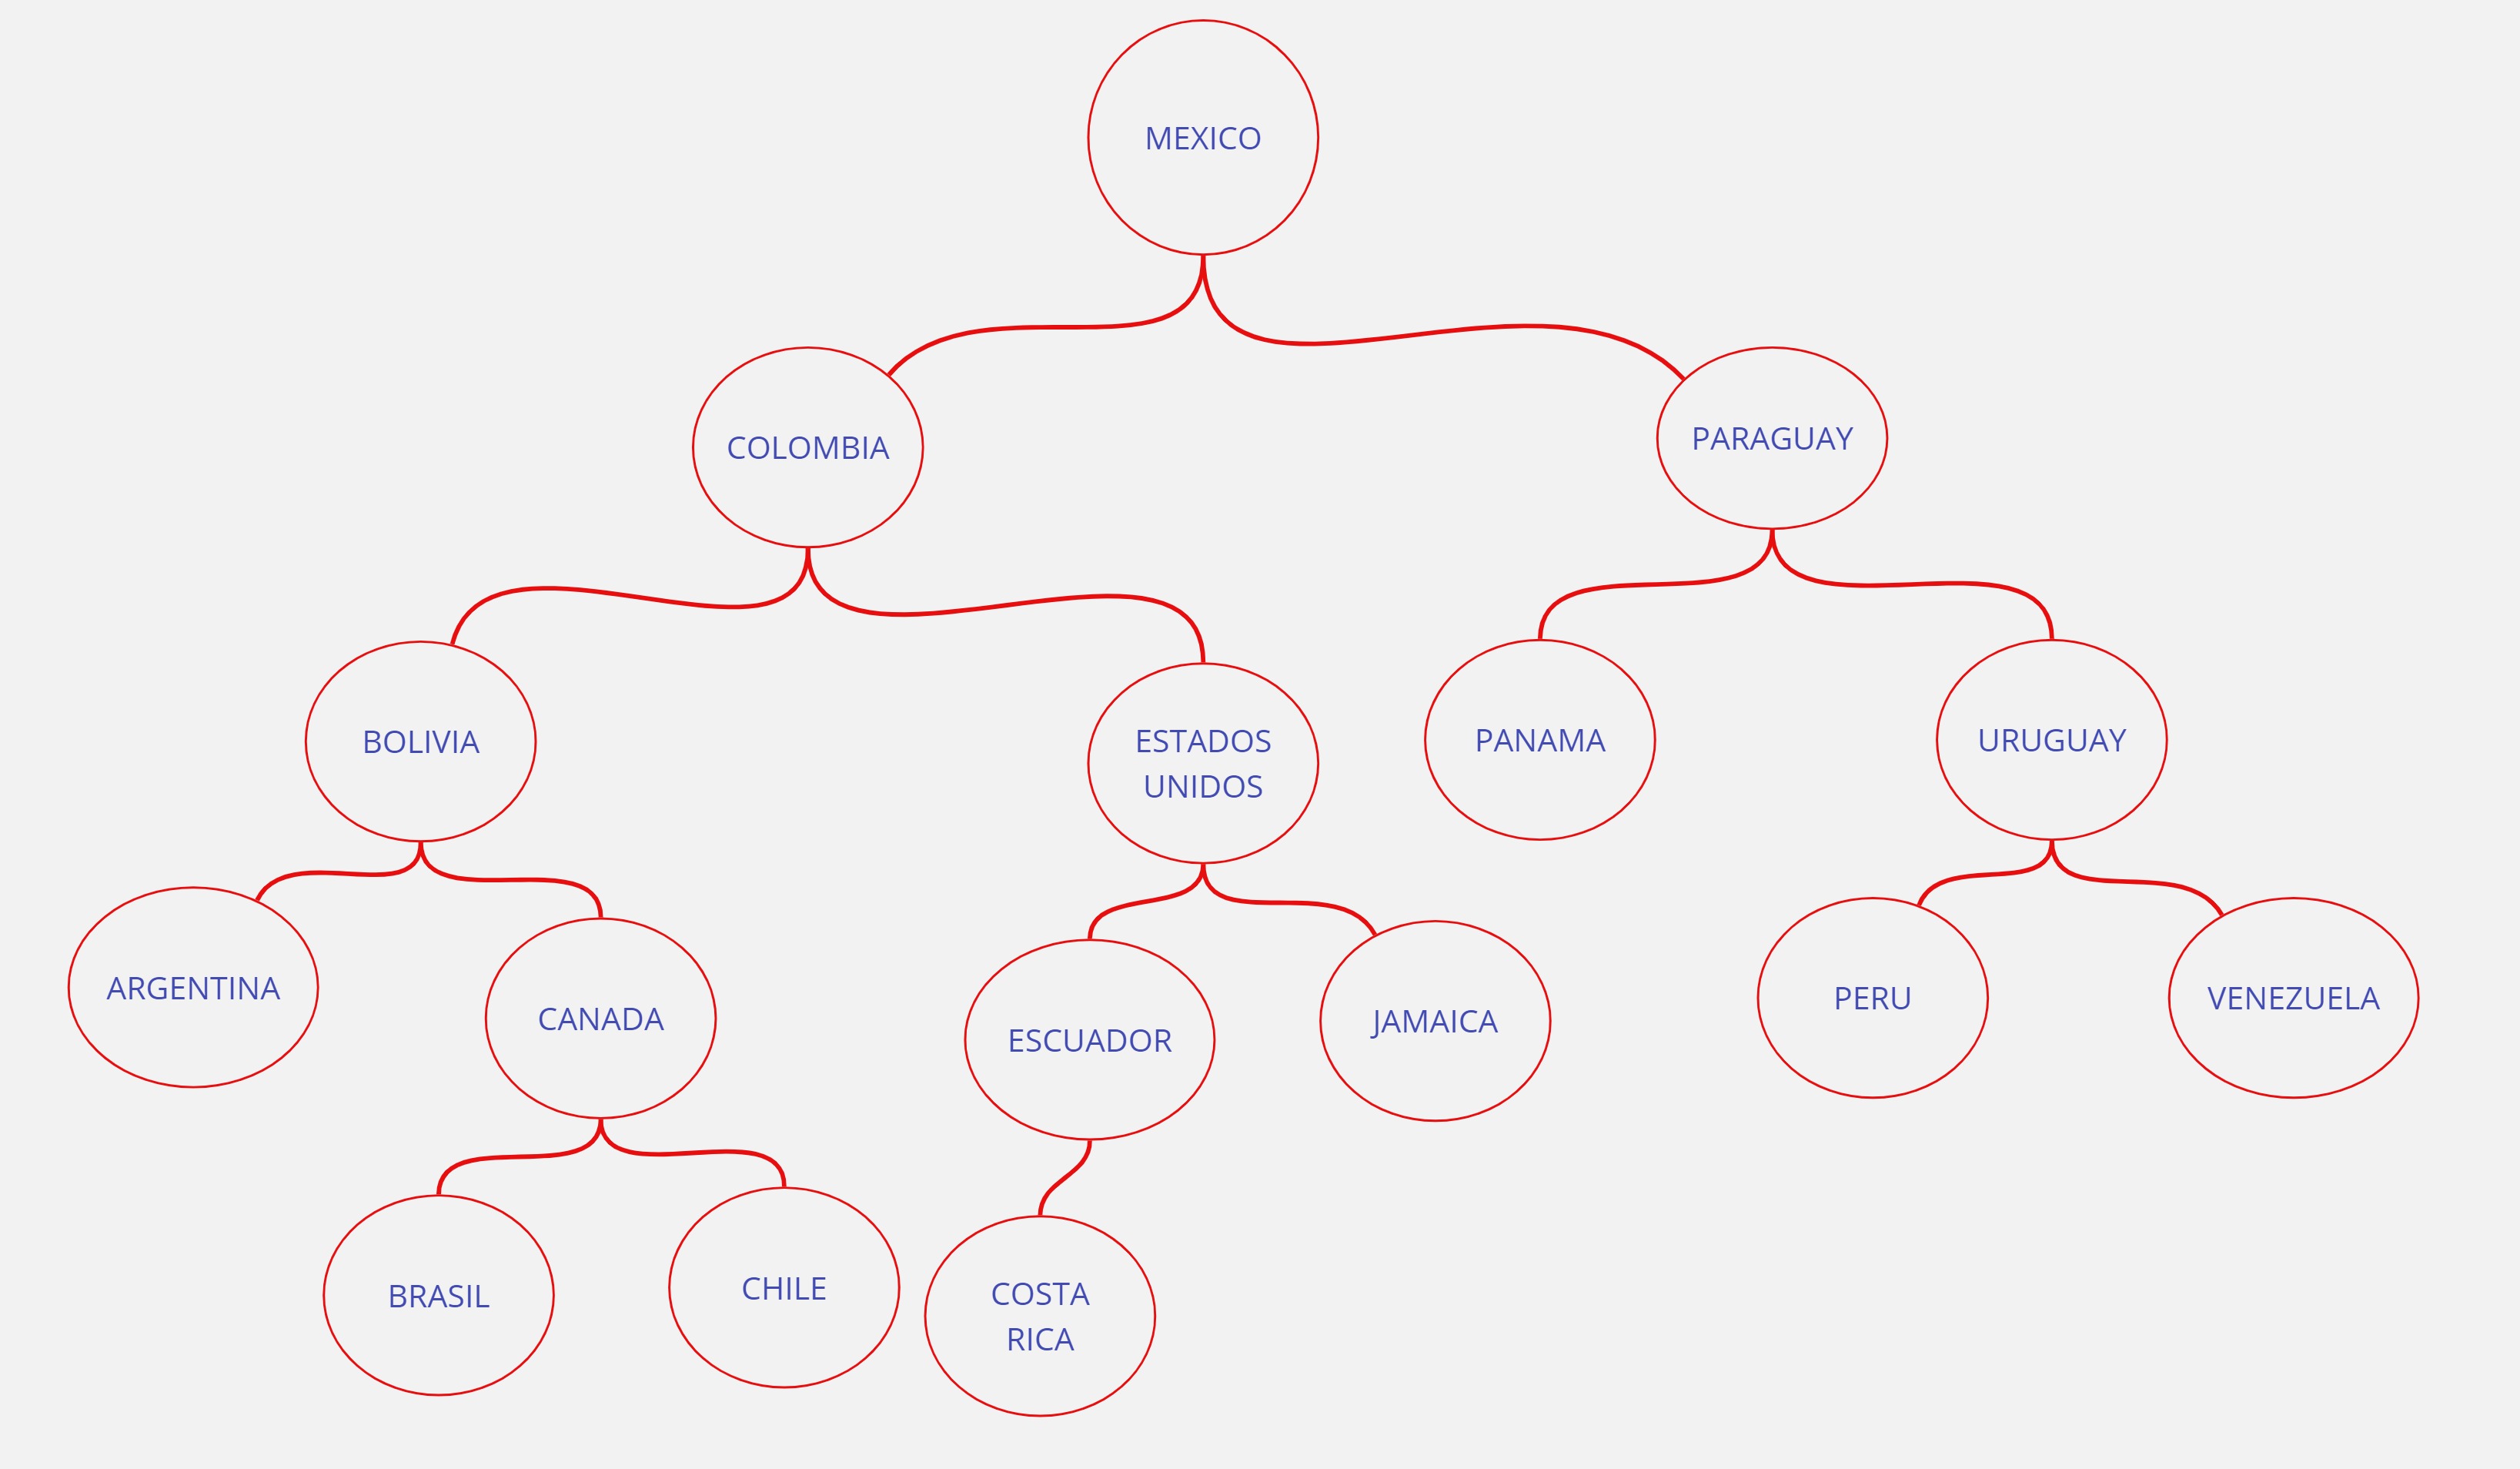 MEXICO
COLOMBIA
PARAGUAY
BOLIVIA
ESTADOS
UNIDOS
PANAMA
URUGUAY
ARGENTINA
CANADA
ESCUADOR
JAMAICA
PERU
VENEZUELA
BRASIL
CHILE
COSTA
RICA